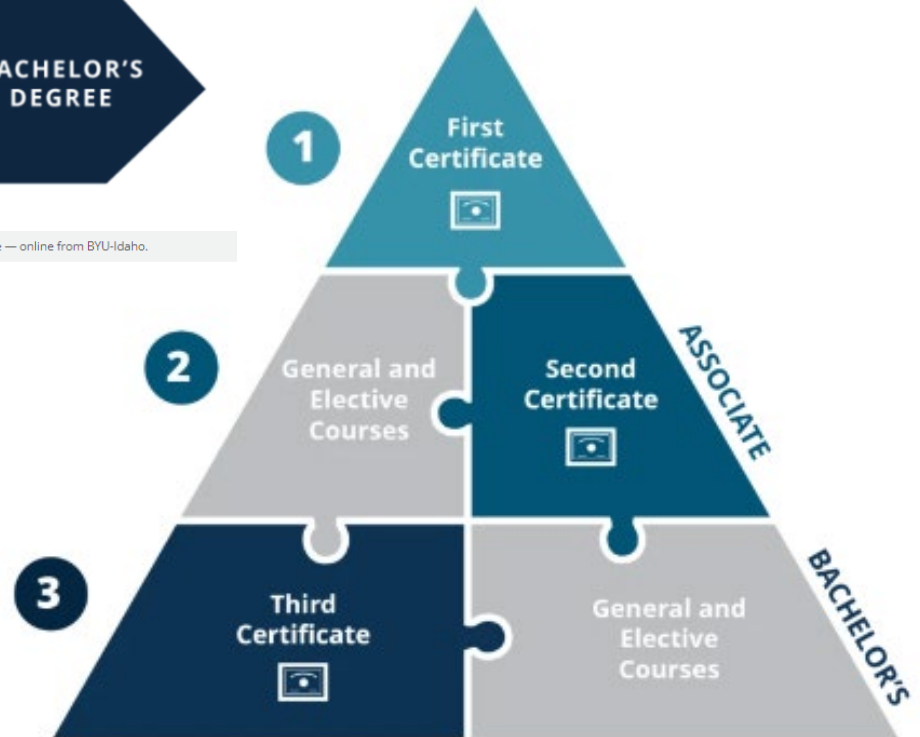 ACHELOR'S
DEGREE
e — online from BYU-Idaho.
1
First
Certificate
2
General and
Elective
Courses
Second
Certificate
ASSOCIATE
3
Third
Certificate
General and
Elective
Courses
BACHELOR'S